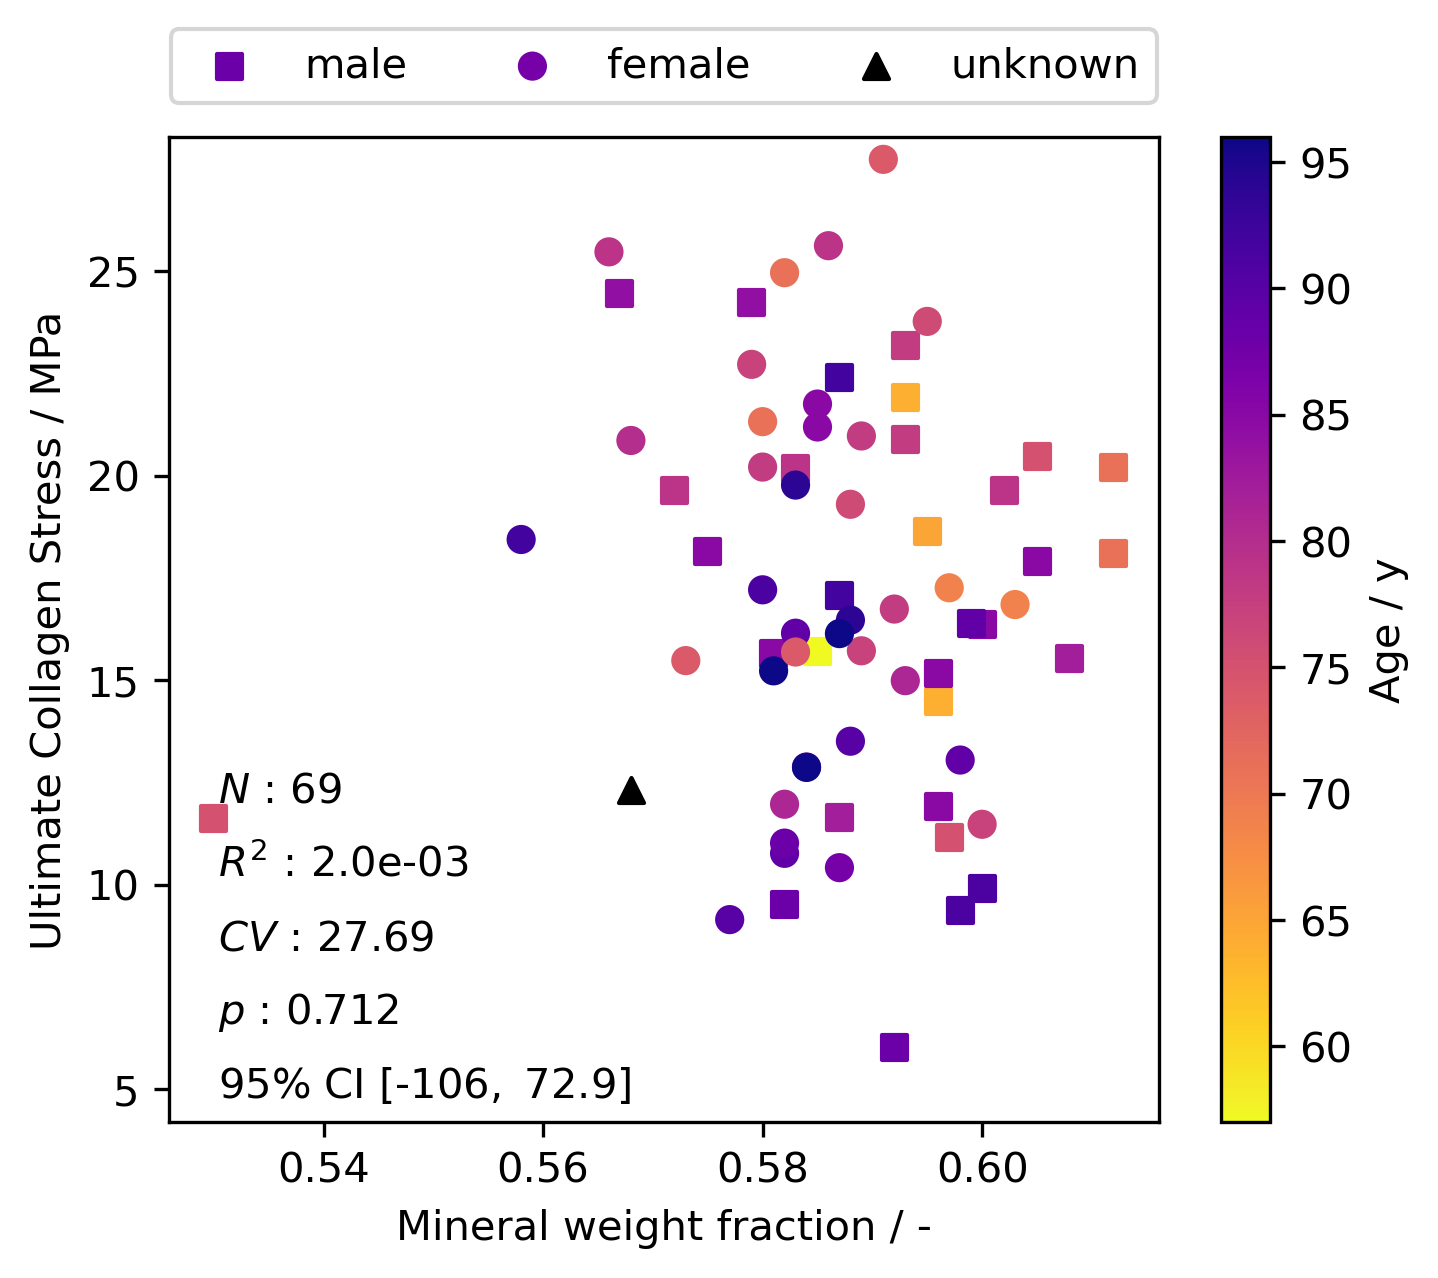 male female unknown
25
20
15
10
5
Ultimate Collagen Stress / MPa
N : 69
R² : 2.0e-03
CV : 27.69
p : 0.712
95% CI [-106, 72.9]
0.54 0.56 0.58 0.60
Mineral weight fraction / -
95
90
85
80
75
70
65
60
Age / y